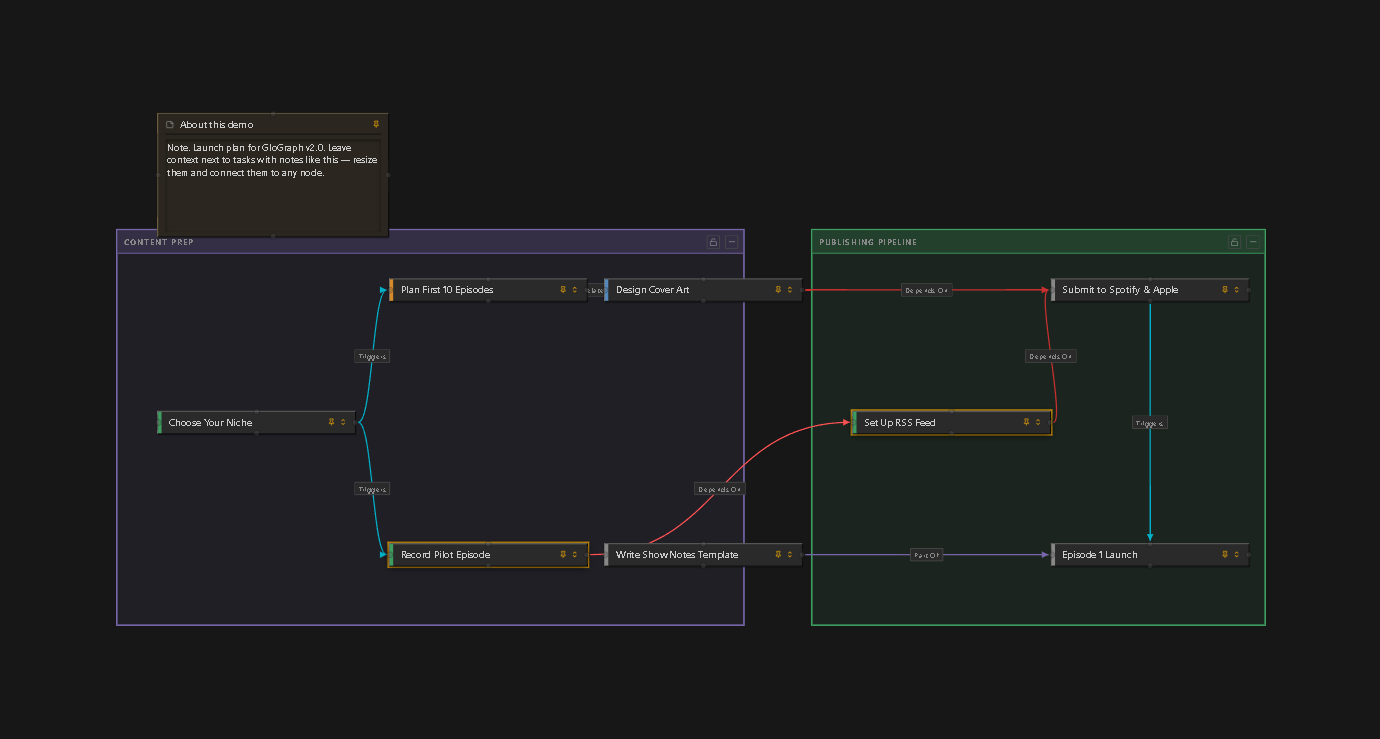 About this demo
Note. Launch plan for GloGraph v2.0. Leave
context next to tasks with notes like this — resize
them and connect them to any node.
CONTENT PREP
PUBLISHING PIPELINE
Plan First 10 Episodes
Design Cover Art
Depends On
Submit to Spotify & Apple
Triggers
Depends On
Choose Your Niche
Set Up RSS Feed
Triggers
Triggers
Depends On
Record Pilot Episode
Write Show Notes Template
Part Of
Episode 1 Launch